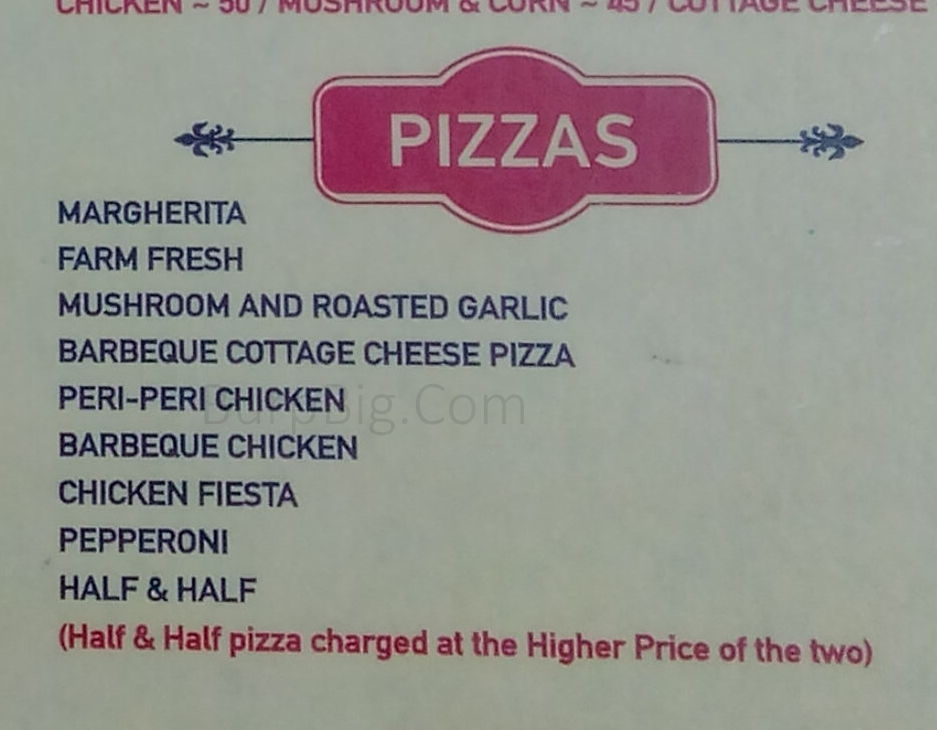 CHICKEN ~ 50 / MUSHROOM & CORN ~ 45 / COTTAGE CHEESE
PIZZAS
MARGHERITA
FARM FRESH
MUSHROOM AND ROASTED GARLIC
BARBEQUE COTTAGE CHEESE PIZZA
PERI-PERI CHICKEN
BurpBig.Com
BARBEQUE CHICKEN
CHICKEN FIESTA
PEPPERONI
HALF & HALF
(Half & Half pizza charged at the Higher Price of the two)